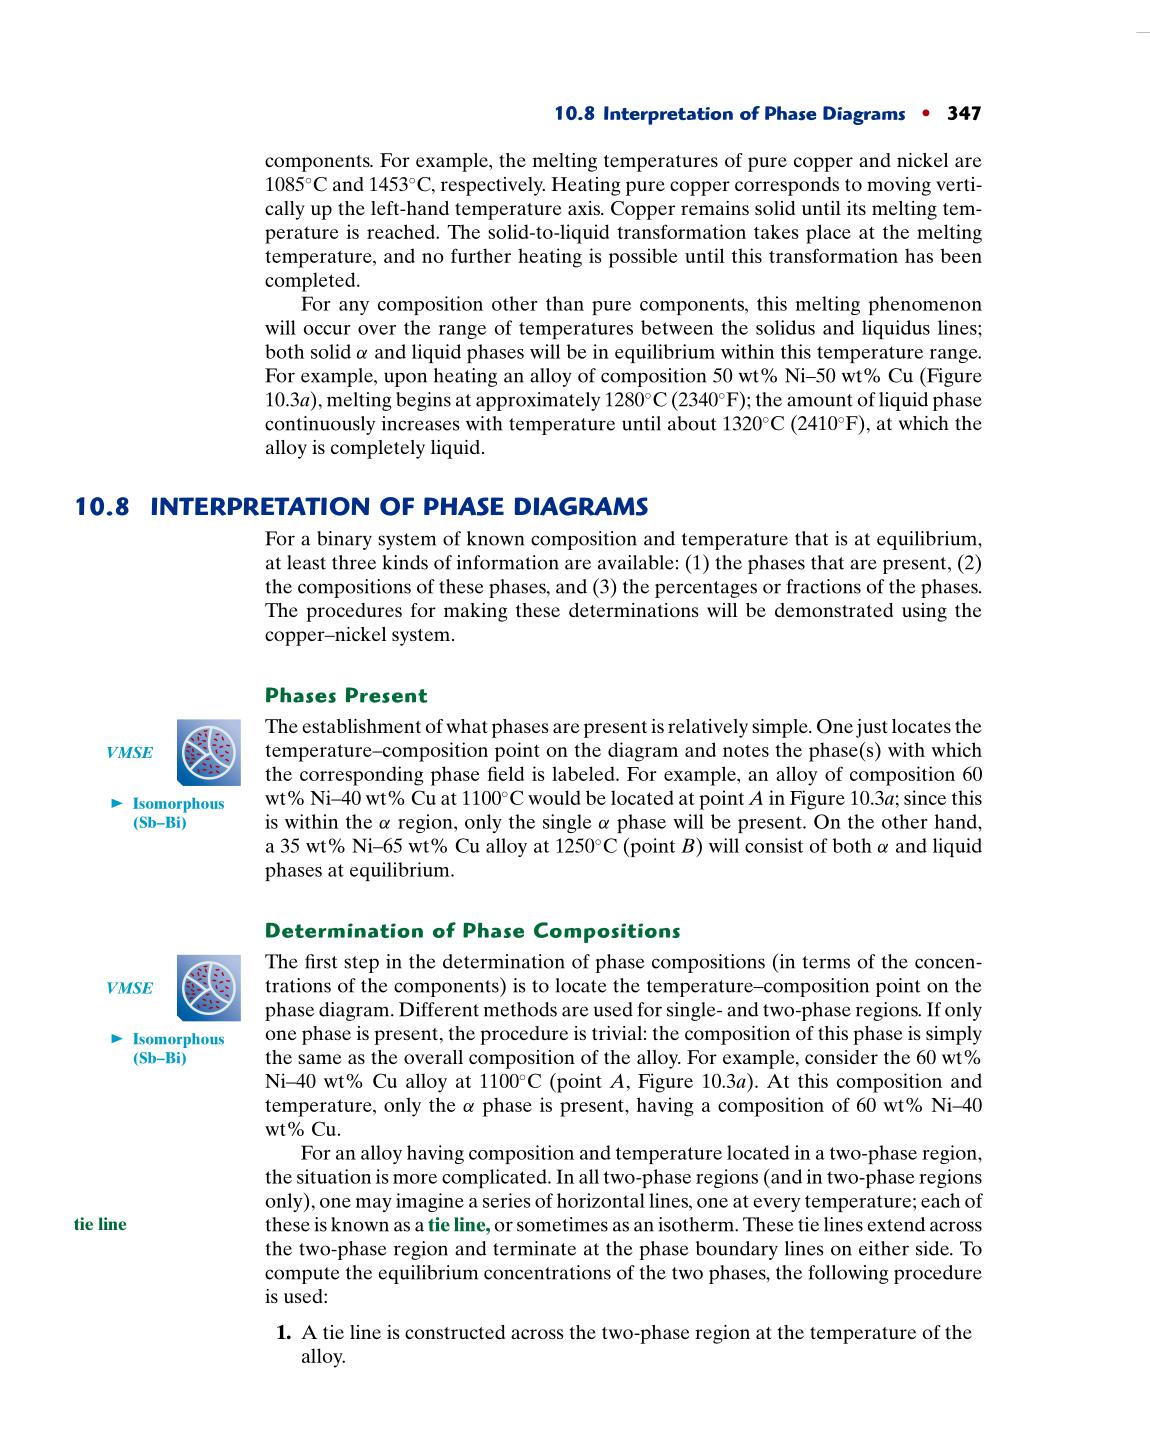 10.8 Interpretation of Phase Diagrams • 347
components. For example, the melting temperatures of pure copper and nickel are
1085°C and 1453°C, respectively. Heating pure copper corresponds to moving verti-
cally up the left-hand temperature axis. Copper remains solid until its melting tem-
perature is reached. The solid-to-liquid transformation takes place at the melting
temperature, and no further heating is possible until this transformation has been
completed.
For any composition other than pure components, this melting phenomenon
will occur over the range of temperatures between the solidus and liquidus lines;
both solid α and liquid phases will be in equilibrium within this temperature range.
For example, upon heating an alloy of composition 50 wt% Ni–50 wt% Cu (Figure
10.3a), melting begins at approximately 1280°C (2340°F); the amount of liquid phase
continuously increases with temperature until about 1320°C (2410°F), at which the
alloy is completely liquid.
10.8 INTERPRETATION OF PHASE DIAGRAMS
For a binary system of known composition and temperature that is at equilibrium,
at least three kinds of information are available: (1) the phases that are present, (2)
the compositions of these phases, and (3) the percentages or fractions of the phases.
The procedures for making these determinations will be demonstrated using the
copper–nickel system.
Phases Present
VMSE
► Isomorphous
(Sb–Bi)
The establishment of what phases are present is relatively simple. One just locates the
temperature–composition point on the diagram and notes the phase(s) with which
the corresponding phase field is labeled. For example, an alloy of composition 60
wt% Ni–40 wt% Cu at 1100°C would be located at point A in Figure 10.3a; since this
is within the α region, only the single α phase will be present. On the other hand,
a 35 wt% Ni–65 wt% Cu alloy at 1250°C (point B) will consist of both α and liquid
phases at equilibrium.
Determination of Phase Compositions
VMSE
► Isomorphous
(Sb–Bi)
The first step in the determination of phase compositions (in terms of the concen-
trations of the components) is to locate the temperature–composition point on the
phase diagram. Different methods are used for single- and two-phase regions. If only
one phase is present, the procedure is trivial: the composition of this phase is simply
the same as the overall composition of the alloy. For example, consider the 60 wt%
Ni–40 wt% Cu alloy at 1100°C (point A, Figure 10.3a). At this composition and
temperature, only the α phase is present, having a composition of 60 wt% Ni–40
wt% Cu.
For an alloy having composition and temperature located in a two-phase region,
the situation is more complicated. In all two-phase regions (and in two-phase regions
only), one may imagine a series of horizontal lines, one at every temperature; each of
tie line
these is known as a tie line, or sometimes as an isotherm. These tie lines extend across
the two-phase region and terminate at the phase boundary lines on either side. To
compute the equilibrium concentrations of the two phases, the following procedure
is used:
1. A tie line is constructed across the two-phase region at the temperature of the
alloy.